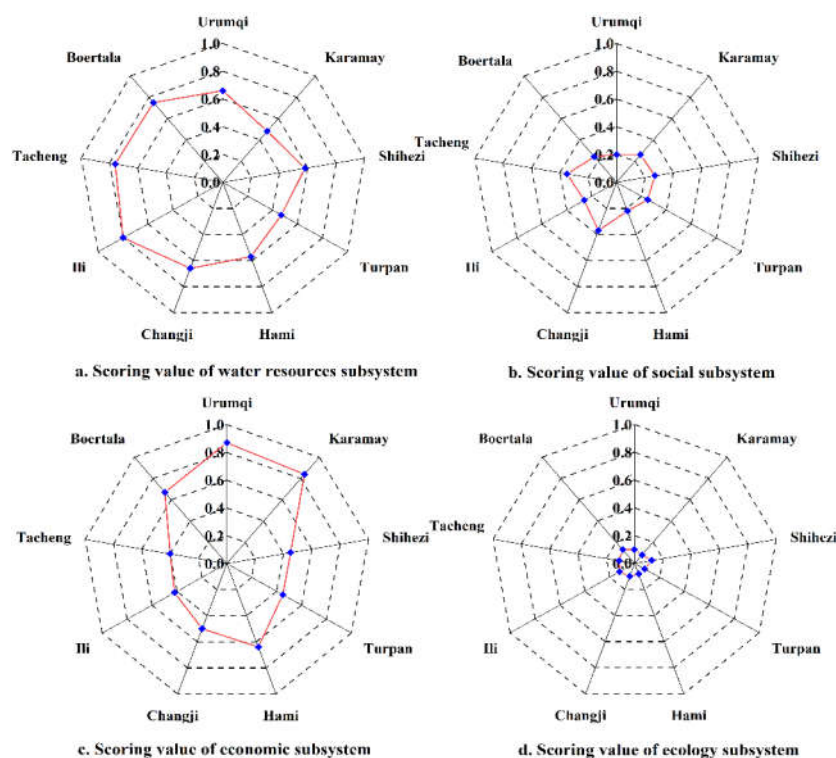 Urumqi
1.0
Boertala
Karamay
0.8
0.6
0.4
Tacheng
0.2
Shihezi
0.0
Ili
Turpan
Changji
Hami
a. Scoring value of water resources subsystem
Urumqi
1.0
Boertala
Karamay
0.8
0.6
0.4
Tacheng
0.2
Shihezi
0.0
Ili
Turpan
Changji
Hami
b. Scoring value of social subsystem
Urumqi
1.0
Boertala
Karamay
0.8
0.6
0.4
Tacheng
0.2
Shihezi
0.0
Ili
Turpan
Changji
Hami
c. Scoring value of economic subsystem
Urumqi
1.0
Boertala
Karamay
0.8
0.6
0.4
Tacheng
0.2
Shihezi
0.0
Ili
Turpan
Changji
Hami
d. Scoring value of ecology subsystem